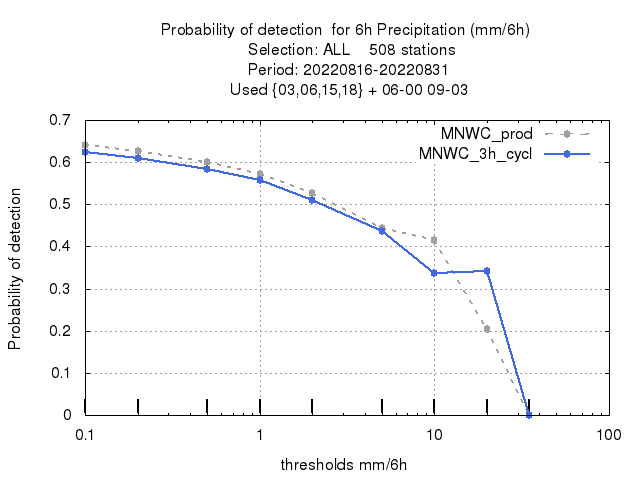 Probability of detection  for 6h Precipitation (mm/6h)
Selection: ALL    508 stations
Period: 20220816-20220831
Used {03,06,15,18} + 06-00 09-03
MNWC_prod
MNWC_3h_cycl
0.7
0.6
0.5
0.4
0.3
0.2
0.1
0
Probability of detection
0.1 1 10 100
thresholds mm/6h